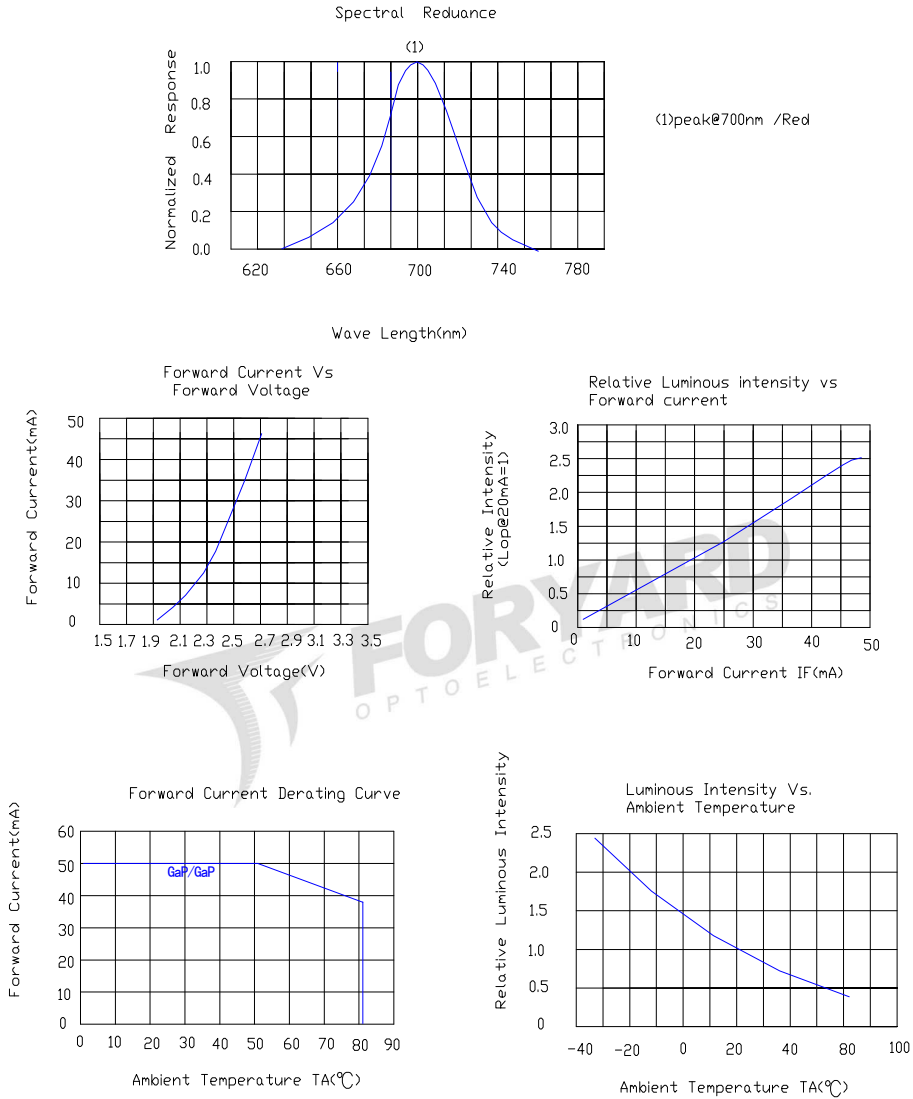 Spectral Reduance
(1)
Normalized Response
1.0
0.8
0.6
0.4
0.2
0.0
620 660 700 740 780
Wave Length(nm)
(1)peak@700nm /Red
Forward Current Vs
Forward Voltage
Forward Current(mA)
50
40
30
20
10
0
1.5 1.7 1.9 2.1 2.3 2.5 2.7 2.9 3.1 3.3 3.5
Forward Voltage(V)
Relative Luminous intensity vs
Forward current
Relative Intensity
(Lop@20mA=1)
3.0
2.5
2.0
1.5
1.0
0.5
0
0 10 20 30 40 50
Forward Current IF(mA)
FORYARD
OPTOELECTRONICS
Forward Current Derating Curve
Forward Current(mA)
60
50
40
30
20
10
0
GaP/GaP
0 10 20 30 40 50 60 70 80 90
Ambient Temperature TA(℃)
Luminous Intensity Vs.
Ambient Temperature
Relative Luminous Intensity
2.5
2.0
1.5
1.0
0.5
0
-40 -20 0 20 40 60 80 100
Ambient Temperature TA(℃)